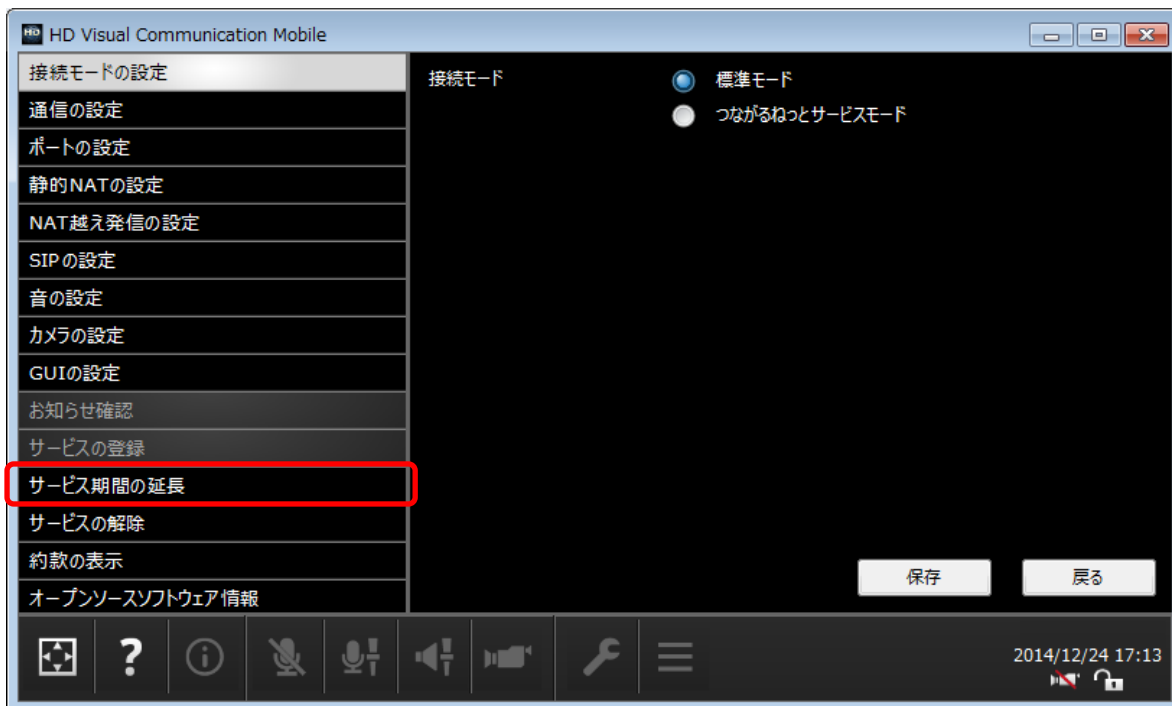 HD Visual Communication Mobile
接続モードの設定
通信の設定
ポートの設定
静的NATの設定
NAT越え発信の設定
SIPの設定
音の設定
カメラの設定
GUIの設定
お知らせ確認
サービスの登録
サービス期間の延長
サービスの解除
約款の表示
オープンソースソフトウェア情報
接続モード
標準モード
つながるねっとサービスモード
保存
戻る
2014/12/24 17:13